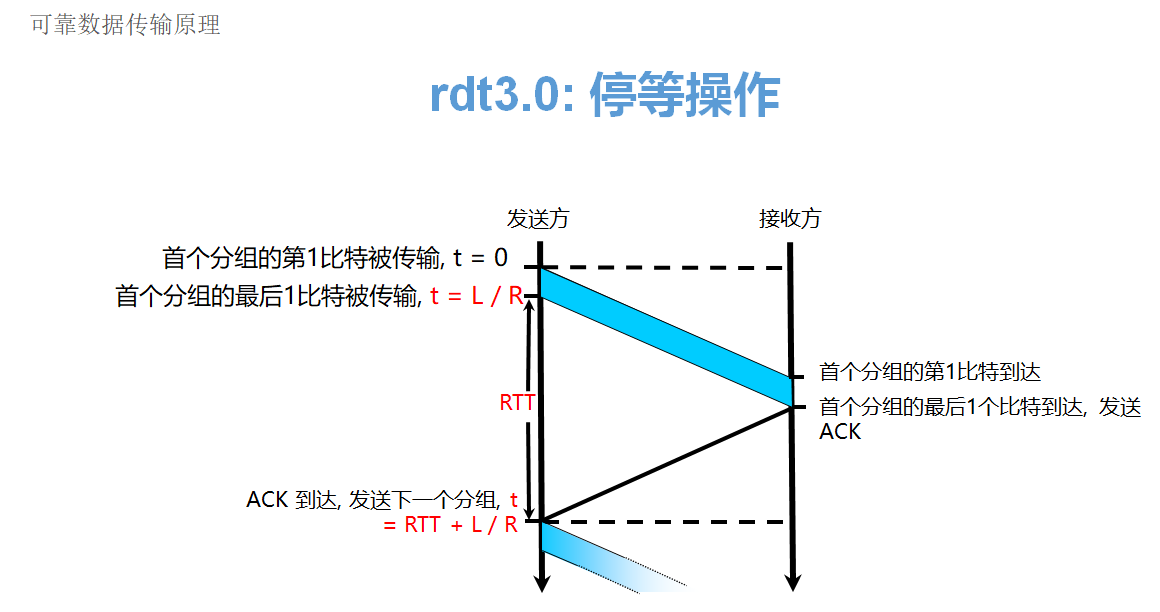 可靠数据传输原理
rdt3.0: 停等操作
发送方
接收方
首个分组的第1比特被传输, t = 0
首个分组的最后1比特被传输, t = L / R
首个分组的第1比特到达
RTT
首个分组的最后1个比特到达, 发送
ACK
ACK 到达, 发送下一个分组, t
= RTT + L / R